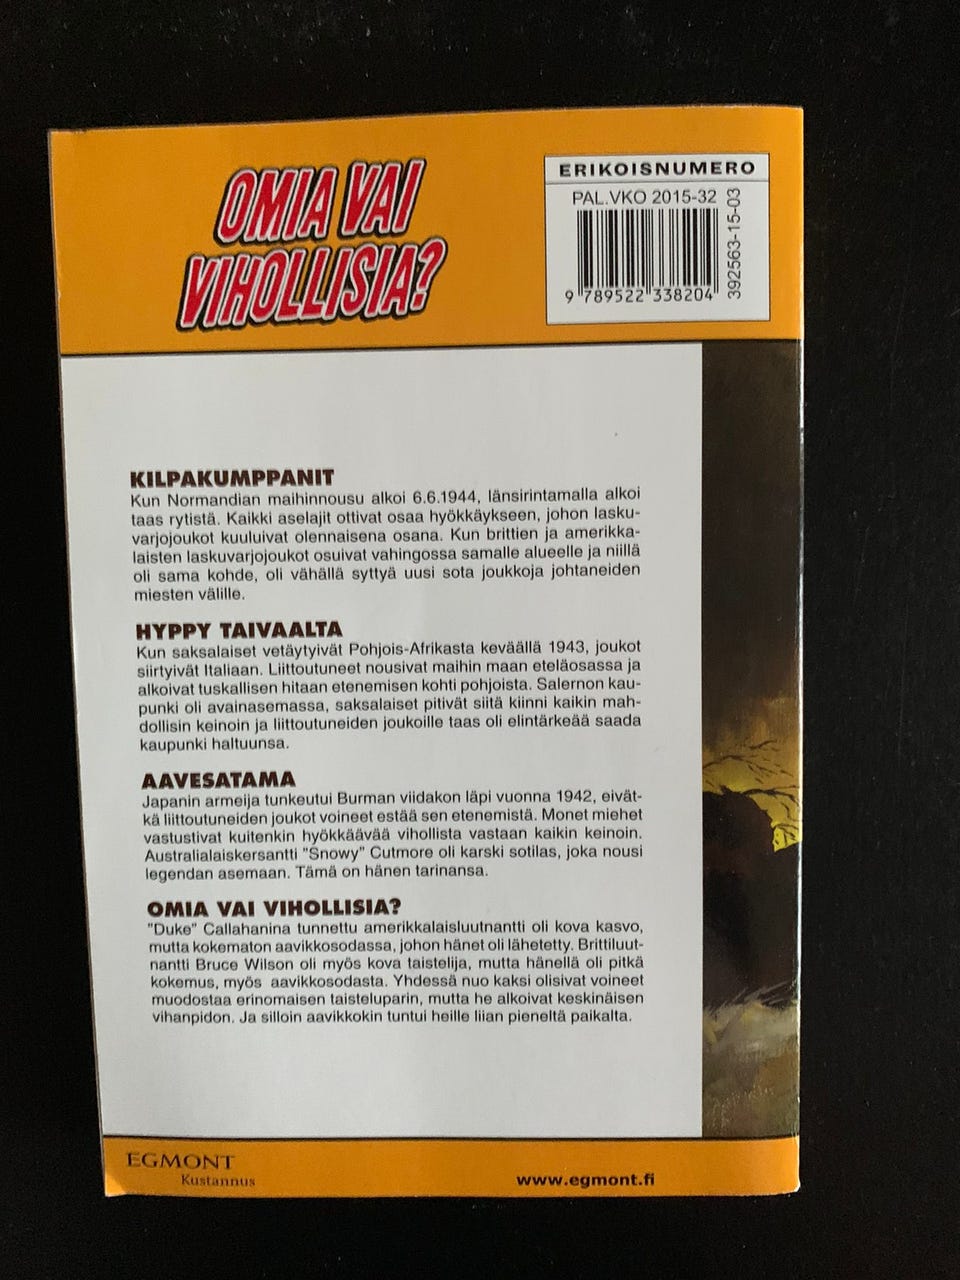 OMIA VAI
VIHOLLISIA?
ERIKOISNUMERO
PAL.VKO 2015-32
392563-15-03
9 789522 338204
KILPAKUMPPANIT
Kun Normandian maihinnousu alkoi 6.6.1944, länsirintamalla alkoi
taas rytistä. Kaikki aselajit ottivat osaa hyökkäykseen, johon lasku-
varjojoukot kuuluivat olennaisena osana. Kun brittien ja amerikka-
laisten laskuvarjojoukot osuivat vahingossa samalle alueelle ja niillä
oli sama kohde, oli vähällä syttyä uusi sota joukkoja johtaneiden
miesten välille.
HYPPY TAIVAALTA
Kun saksalaiset vetäytyivät Pohjois-Afrikasta keväällä 1943, joukot
siirtyivät Italiaan. Liittoutuneet nousivat maihin maan eteläosassa ja
alkoivat tuskallisen hitaan etenemisen kohti pohjoista. Salernon kau-
punki oli avainasemassa, saksalaiset pitivät siitä kiinni kaikin mah-
dollisin keinoin ja liittoutuneiden joukoille taas oli elintärkeää saada
kaupunki haltuunsa.
AAVESATAMA
Japanin armeija tunkeutui Burman viidakon läpi vuonna 1942, eivät-
kä liittoutuneiden joukot voineet estää sen etenemistä. Monet miehet
vastustivat kuitenkin hyökkäävää vihollista vastaan kaikin keinoin.
Australialaiskersantti "Snowy" Cutmore oli karski sotilas, joka nousi
legendan asemaan. Tämä on hänen tarinansa.
OMIA VAI VIHOLLISIA?
"Duke" Callahanina tunnettu amerikkalaisluutnantti oli kova kasvo,
mutta kokematon aavikkosodassa, johon hänet oli lähetetty. Brittiluut-
nantti Bruce Wilson oli myös kova taistelija, mutta hänellä oli pitkä
kokemus, myös aavikkosodasta. Yhdessä nuo kaksi olisivat voineet
muodostaa erinomaisen taisteluparin, mutta he alkoivat keskinäisen
vihanpidon. Ja silloin aavikkokin tuntui heille liian pieneltä paikalta.
EGMONT
Kustannus
www.egmont.fi